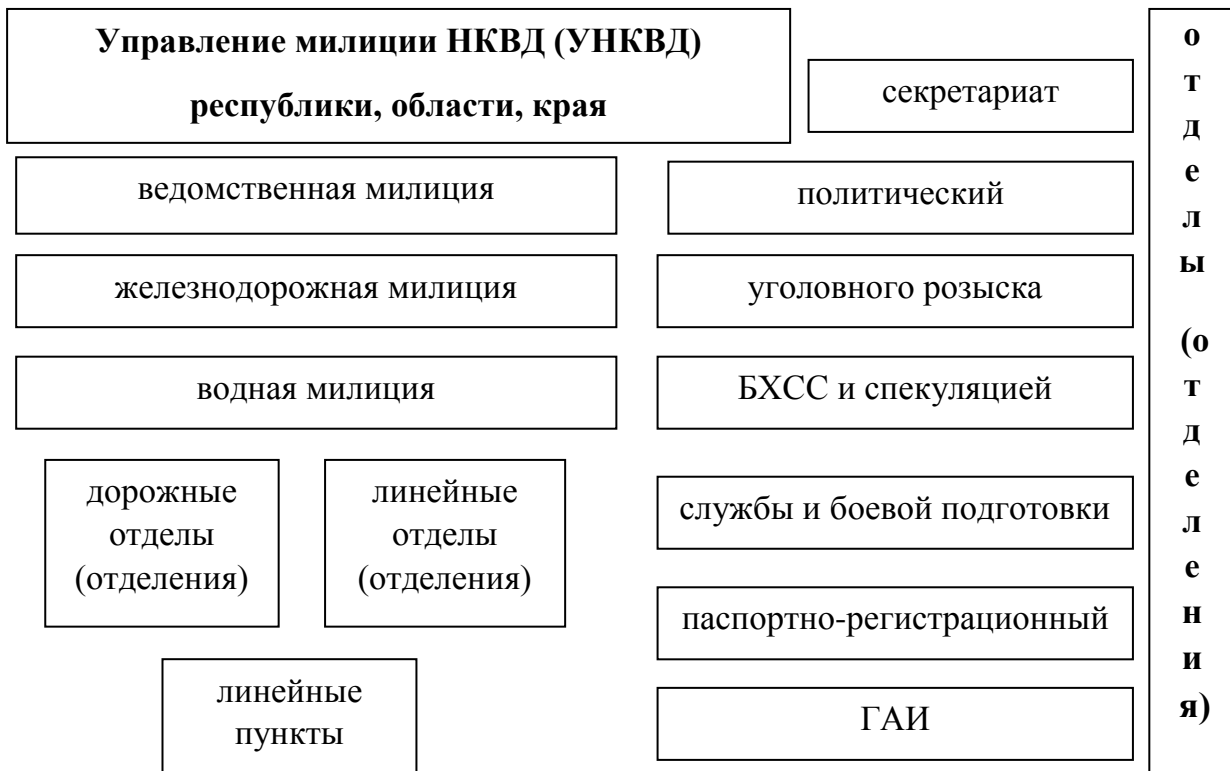 Управление милиции НКВД (УНКВД)
республики, области, края
секретариат
ведомственная милиция
политический
железнодорожная милиция
уголовного розыска
водная милиция
БХСС и спекуляцией
дорожные
отделы
(отделения)
линейные
отделы
(отделения)
службы и боевой подготовки
паспортно-регистрационный
линейные
пункты
ГАИ
о
т
д
е
л
ы
(о
т
д
е
л
е
н
и
я)